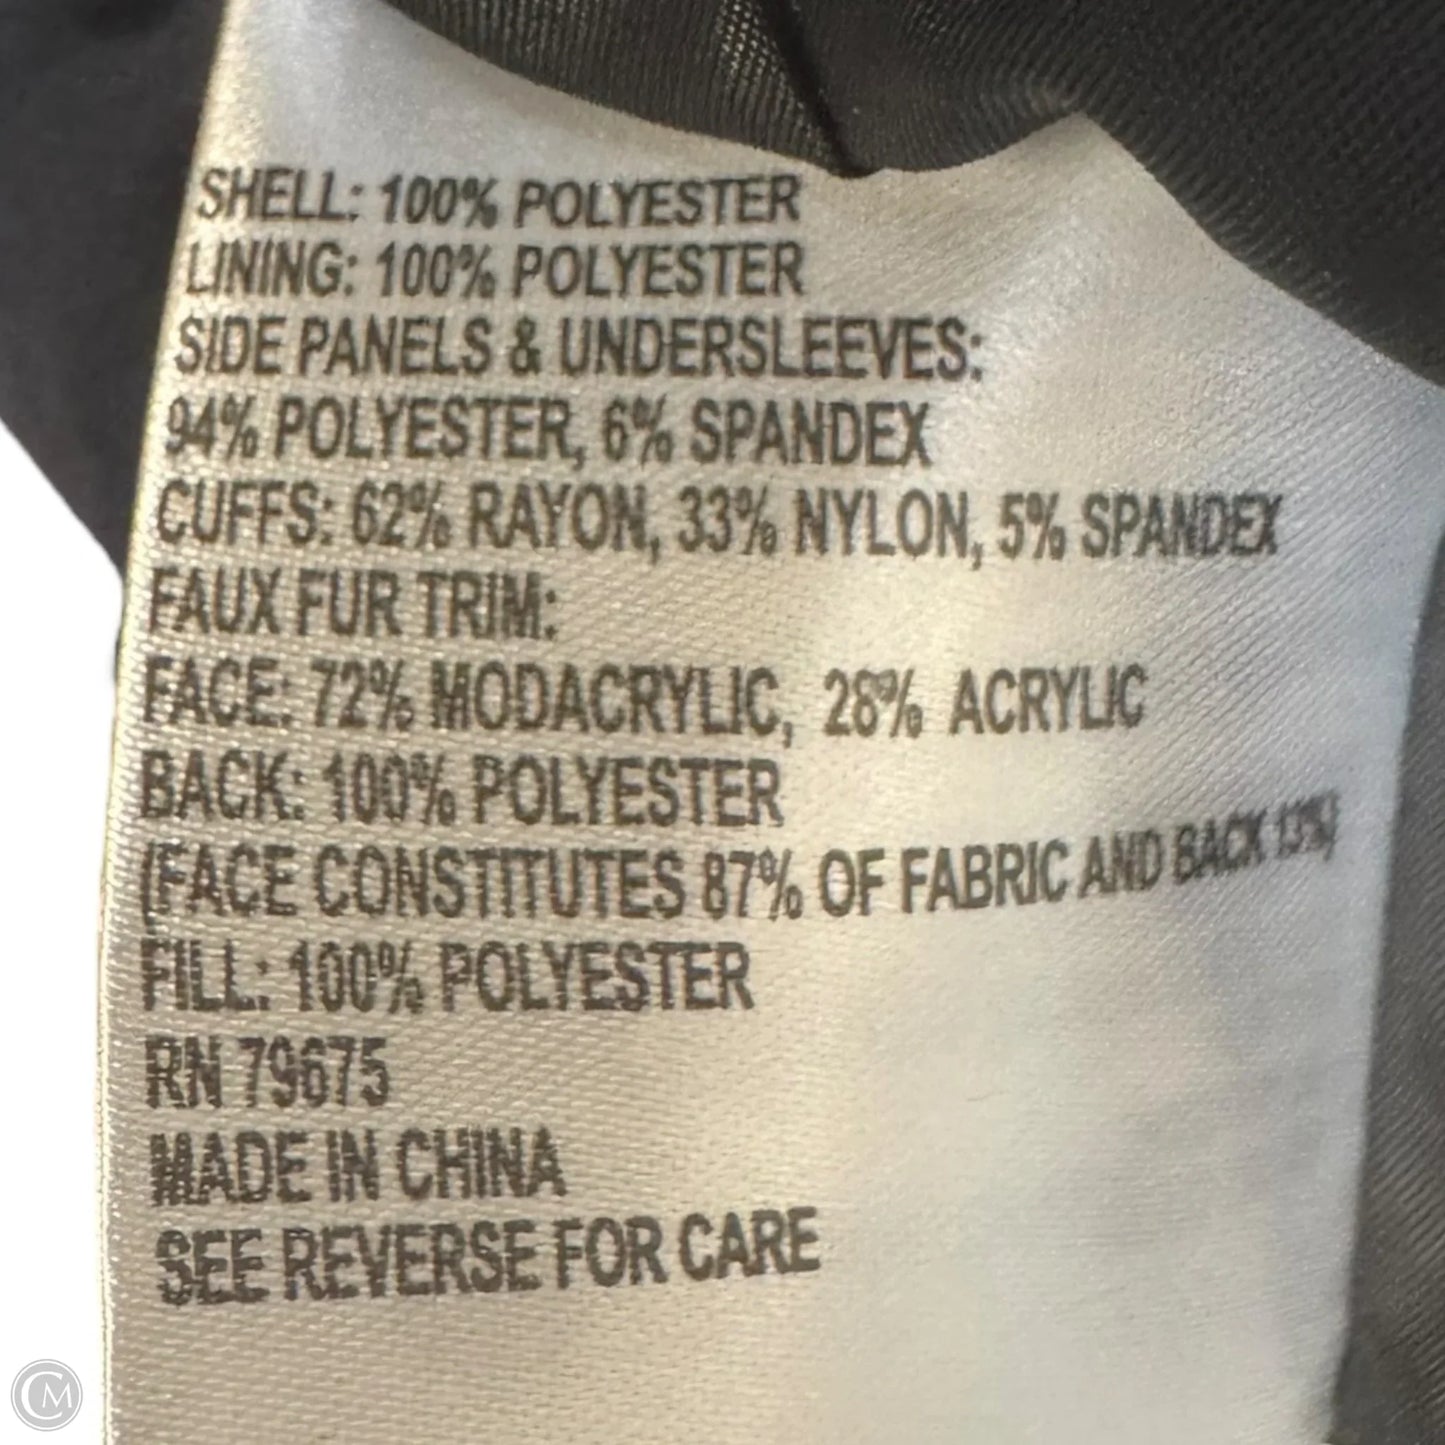 SHELL: 100% POLYESTER
LINING: 100% POLYESTER
SIDE PANELS & UNDERSLEEVES:
94% POLYESTER, 6% SPANDEX
CUFFS: 62% RAYON, 33% NYLON, 5% SPANDEX
FAUX FUR TRIM:
FACE: 72% MODACRYLIC, 28% ACRYLIC
BACK: 100% POLYESTER
(FACE CONSTITUTES 87% OF FABRIC AND BACK 13%)
FILL: 100% POLYESTER
RN 79675
MADE IN CHINA
SEE REVERSE FOR CARE
CM